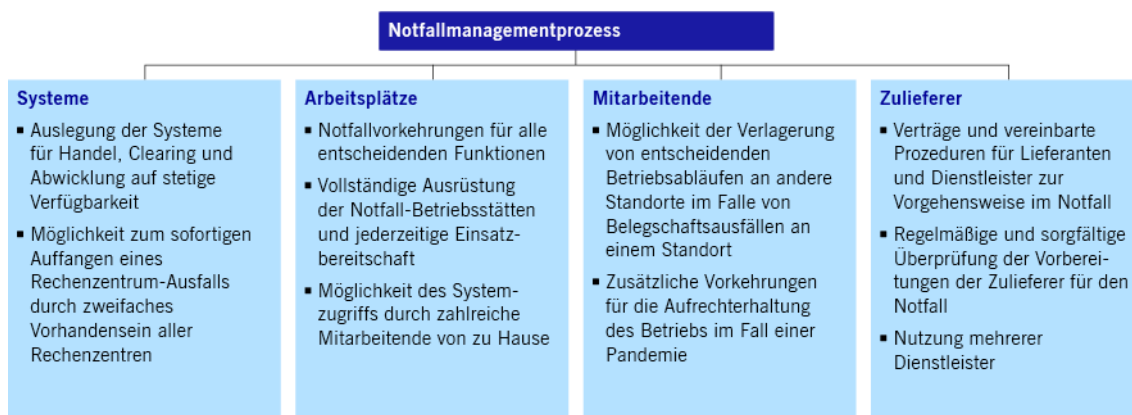 Notfallmanagementprozess
Systeme
▪ Auslegung der Systeme
für Handel, Clearing und
Abwicklung auf stetige
Verfügbarkeit
▪ Möglichkeit zum sofortigen
Auffangen eines
Rechenzentrum-Ausfalls
durch zweifaches
Vorhandensein aller
Rechenzentren
Arbeitsplätze
▪ Notfallvorkehrungen für alle
entscheidenden Funktionen
▪ Vollständige Ausrüstung
der Notfall-Betriebsstätten
und jederzeitige Einsatz-
bereitschaft
▪ Möglichkeit des System-
zugriffs durch zahlreiche
Mitarbeitende von zu Hause
Mitarbeitende
▪ Möglichkeit der Verlagerung
von entscheidenden
Betriebsabläufen an andere
Standorte im Falle von
Belegschaftsausfällen an
einem Standort
▪ Zusätzliche Vorkehrungen
für die Aufrechterhaltung
des Betriebs im Fall einer
Pandemie
Zulieferer
▪ Verträge und vereinbarte
Prozeduren für Lieferanten
und Dienstleister zur
Vorgehensweise im Notfall
▪ Regelmäßige und sorgfältige
Überprüfung der Vorberei-
tungen der Zulieferer für den
Notfall
▪ Nutzung mehrerer
Dienstleister